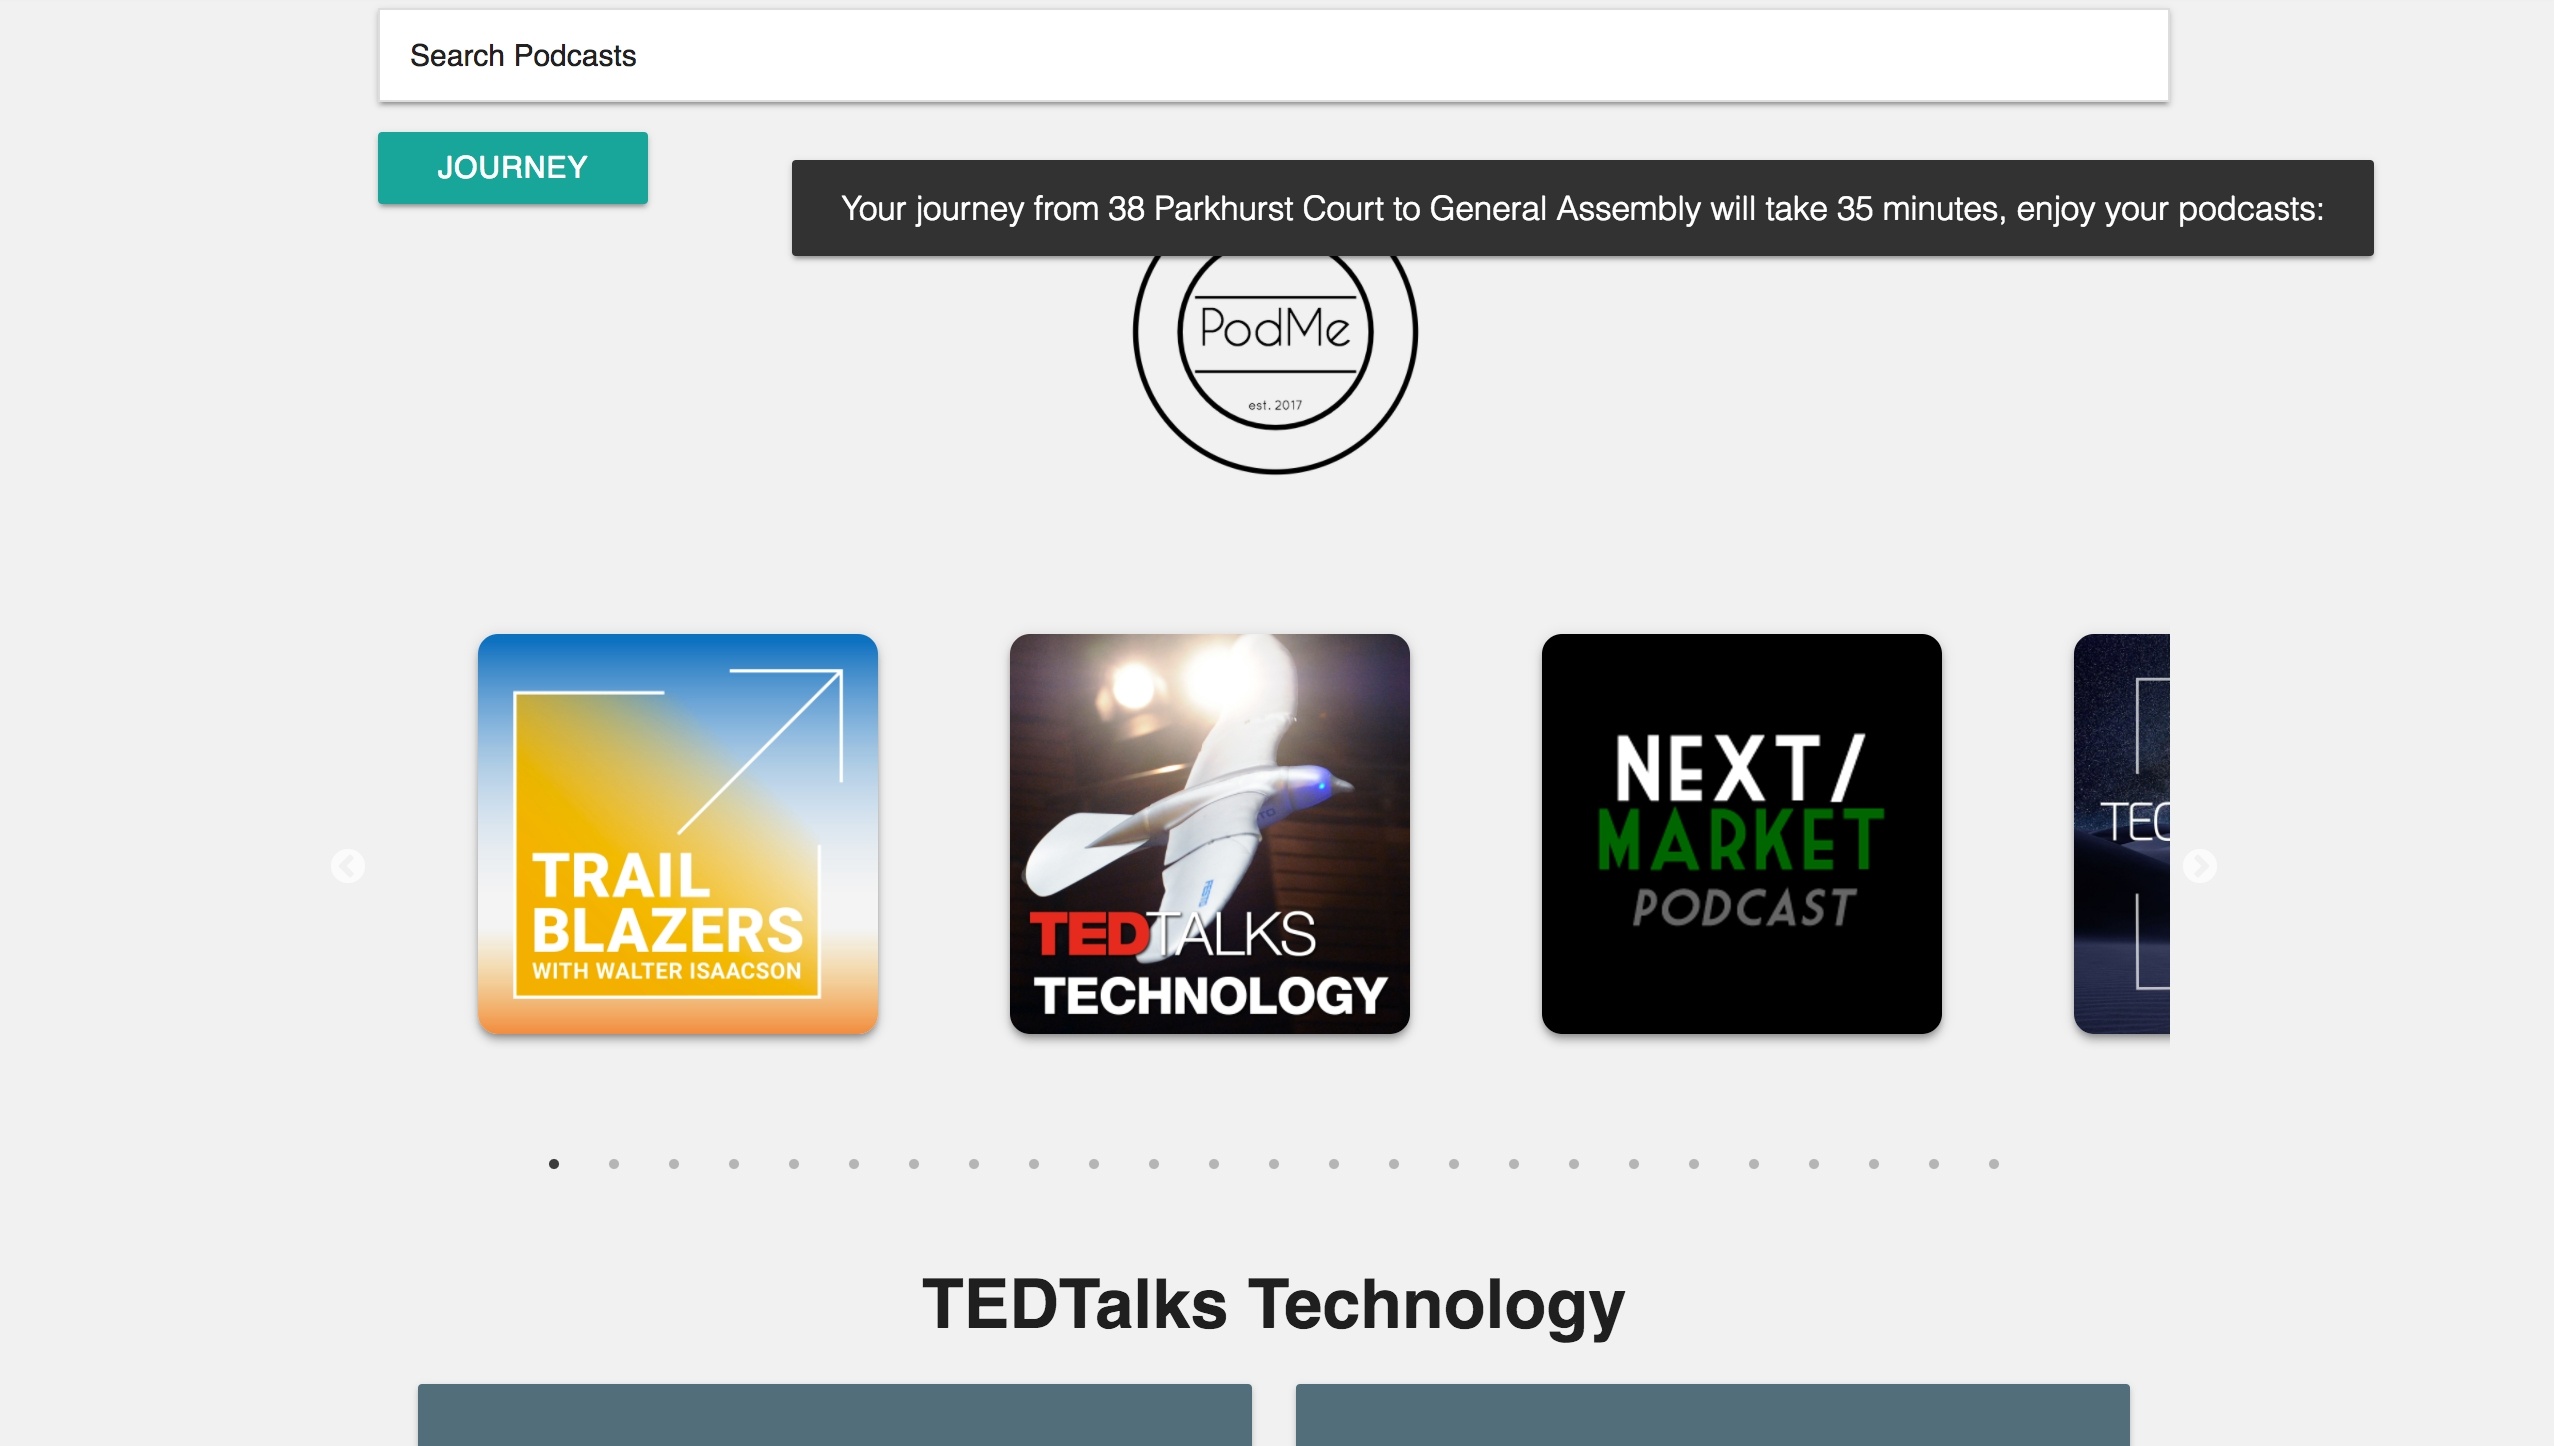 Search Podcasts
JOURNEY
Your journey from 38 Parkhurst Court to General Assembly will take 35 minutes, enjoy your podcasts:
PodMe
est. 2017
TRAIL
BLAZERS
WITH WALTER ISAACSON
TEDTALKS
TECHNOLOGY
NEXT/
MARKET
PODCAST
TEC
TEDTalks Technology